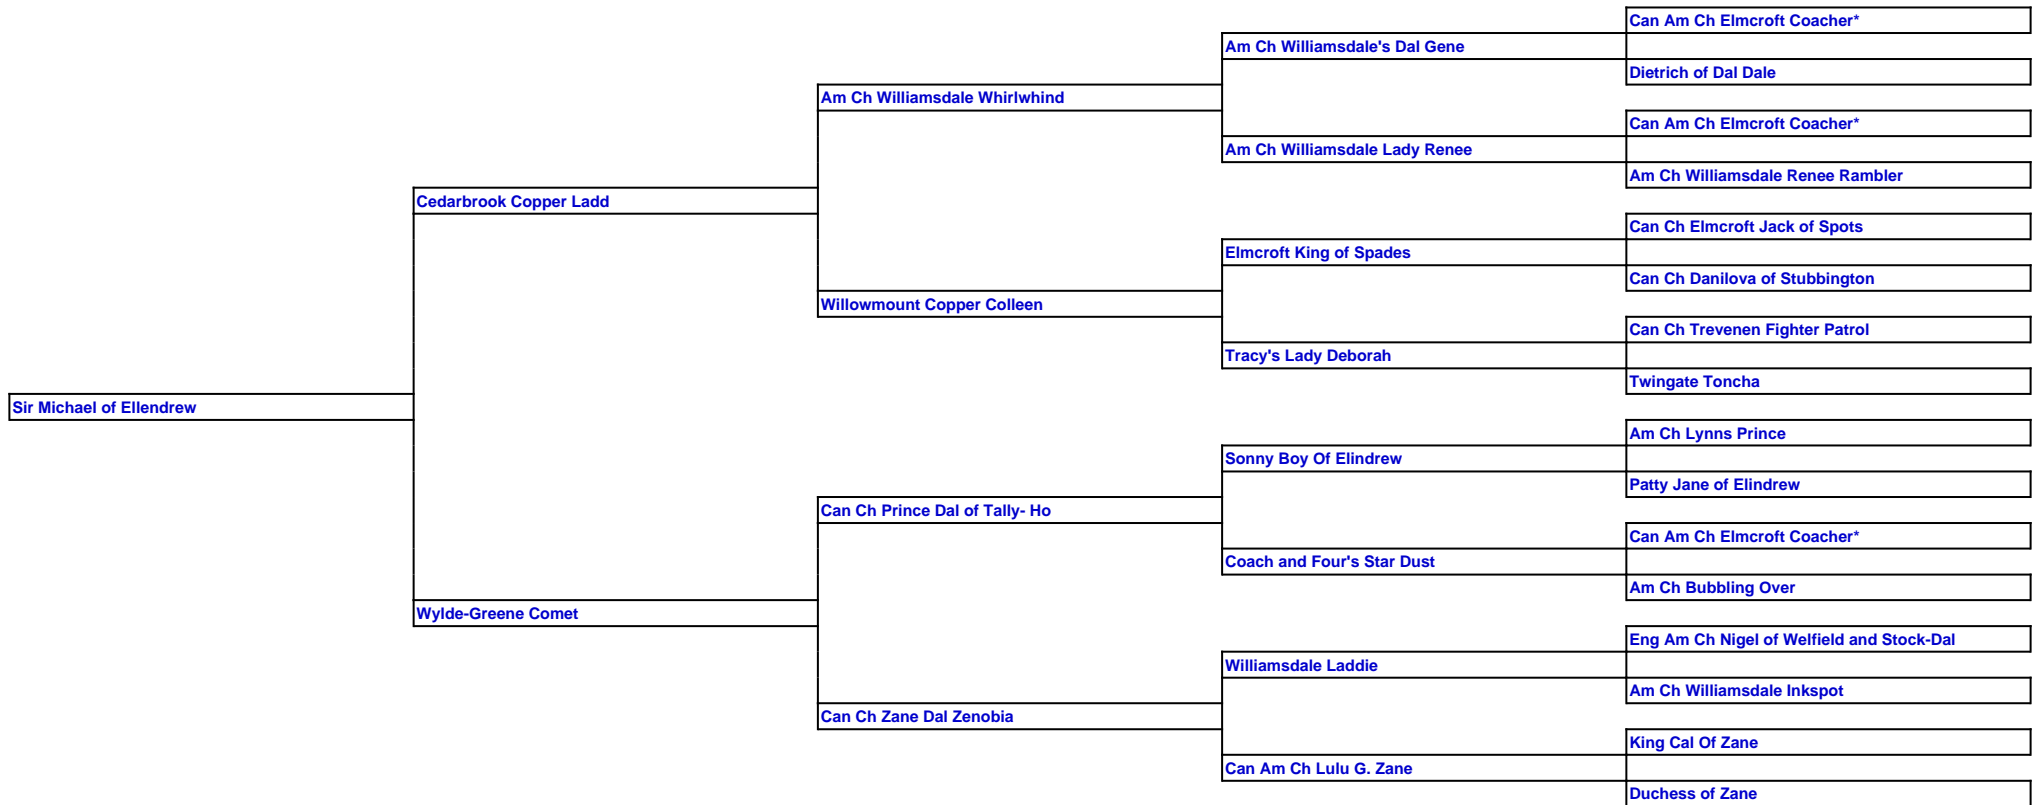 Can Am Ch Elmcroft Coacher*
Am Ch Williamsdale's Dal Gene
Dietrich of Dal Dale
Am Ch Williamsdale Whirlwhind
Can Am Ch Elmcroft Coacher*
Am Ch Williamsdale Lady Renee
Am Ch Williamsdale Renee Rambler
Cedarbrook Copper Ladd
Can Ch Elmcroft Jack of Spots
Elmcroft King of Spades
Can Ch Danilova of Stubbington
Willowmount Copper Colleen
Can Ch Trevenen Fighter Patrol
Tracy's Lady Deborah
Twingate Toncha
Sir Michael of Ellendrew
Am Ch Lynns Prince
Sonny Boy Of Elindrew
Patty Jane of Elindrew
Can Ch Prince Dal of Tally- Ho
Can Am Ch Elmcroft Coacher*
Coach and Four's Star Dust
Am Ch Bubbling Over
Wylde-Greene Comet
Eng Am Ch Nigel of Welfield and Stock-Dal
Williamsdale Laddie
Am Ch Williamsdale Inkspot
Can Ch Zane Dal Zenobia
King Cal Of Zane
Can Am Ch Lulu G. Zane
Duchess of Zane